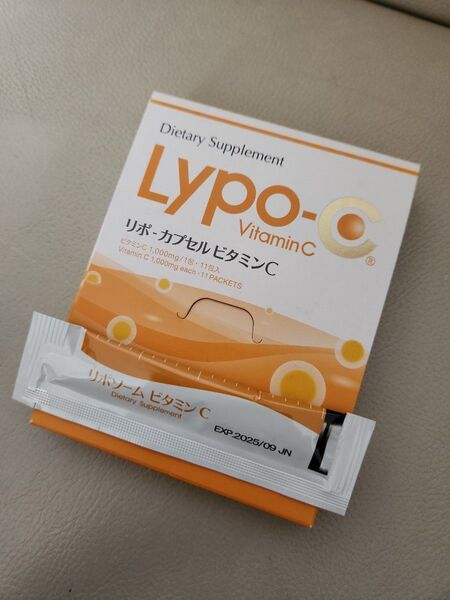 Dietary Supplement
Lypo-C
Vitamin C
®
リポ-カプセル ビタミンC
ビタミンC 1,000mg/1包・11包入
Vitamin C 1,000mg each・11 PACKETS
リポソーム ビタミンC
Dietary Supplement
EXP.2025/09 JN